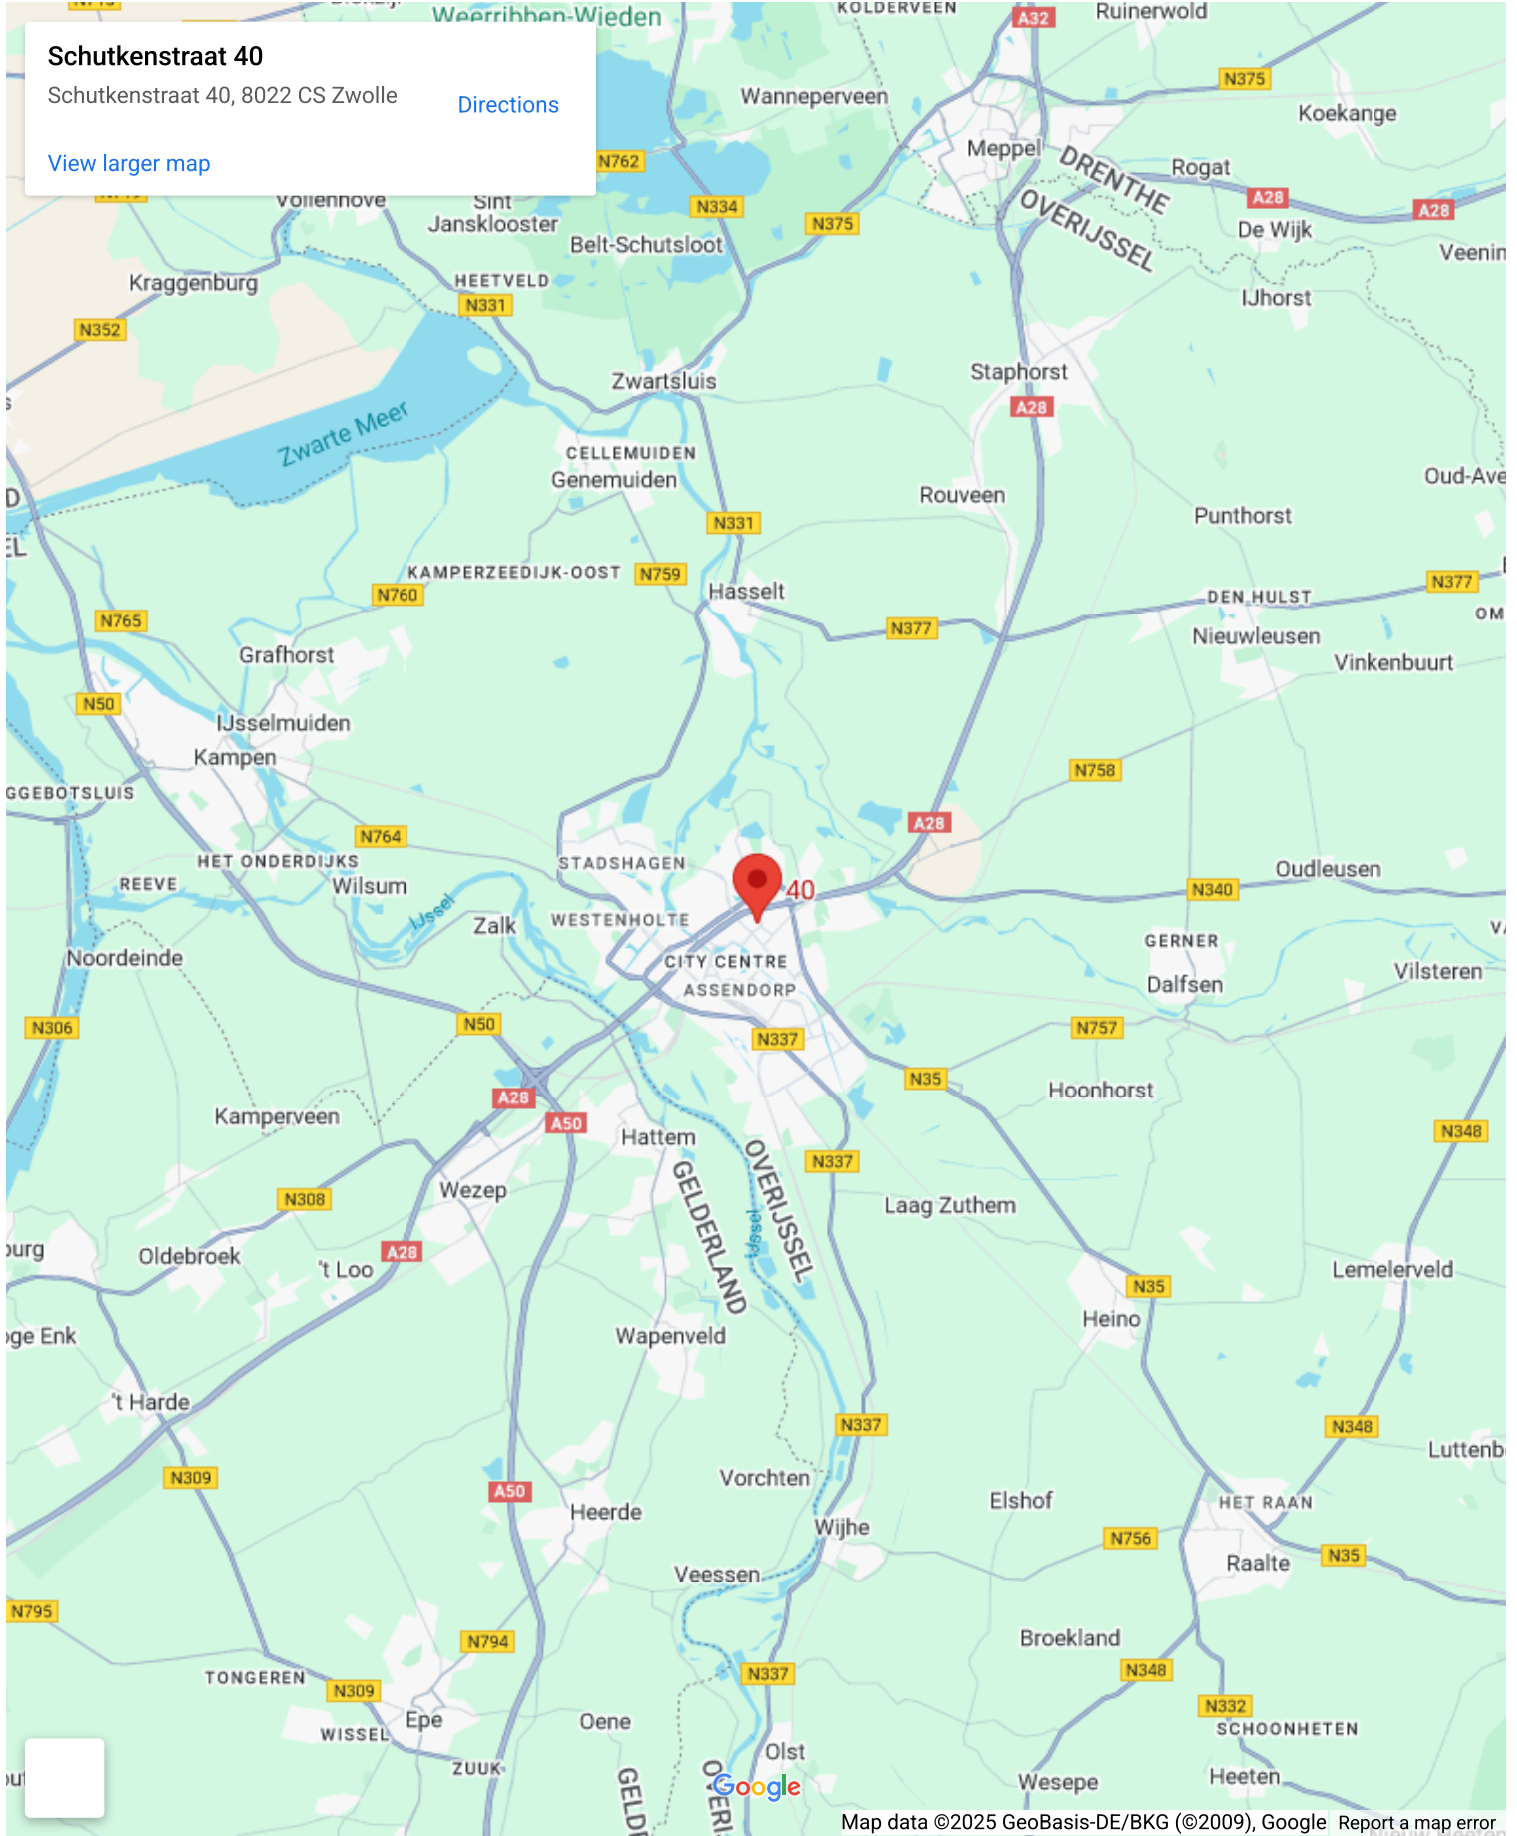 Weerribben-Wieden
KOLDERVEEN
A32
Ruinerwold
Schutkenstraat 40
Schutkenstraat 40, 8022 CS Zwolle
Directions
View larger map
N375
Wanneperveen
Koekange
Meppel
N762
DRENTHE
Rogat
Vollenhove
Sint
Jansklooster
N334
N375
OVERIJSSEL
A28
A28
De Wijk
Belt-Schutsloot
Veenin
Kraggenburg
HEETVELD
N331
IJhorst
N352
Zwartsluis
Staphorst
A28
Zwarte Meer
CELLEMUIDEN
Genemuiden
Oud-Ave
Rouveen
D
Punthorst
N331
EL
KAMPERZEEDIJK-OOST
N759
N377
N760
Hasselt
DEN HULST
OM
N765
N377
Nieuwleusen
Grafhorst
Vinkenbuurt
N50
IJsselmuiden
Kampen
N758
GGEBOTSLUIS
A28
N764
STADSHAGEN
HET ONDERDIJKS
Oudleusen
REEVE
Wilsum
40
N340
IJssel
Zalk
WESTENHOLTE
GERNER
VA
Noordeinde
CITY CENTRE
Vilsteren
ASSENDORP
Dalfsen
N306
N50
N337
N757
N35
Hoonhorst
A28
Kamperveen
A50
Hattem
N348
OVERIJSSEL
N337
GELDERLAND
Wezep
N308
Laag Zuthem
IJssel
ourg
Oldebroek
A28
't Loo
Lemelerveld
N35
Heino
oge Enk
Wapenveld
't Harde
N337
N348
Luttenb
N309
Vorchten
A50
Elshof
HET RAAN
Heerde
Wijhe
N756
N35
Raalte
Veessen
N795
N794
Broekland
N337
N348
TONGEREN
N309
N332
Epe
Oene
WISSEL
SCHOONHETEN
Olst
ZUUK
Heeten
Wesepe
Google
GELDE
OVERI
Map data ©2025 GeoBasis-DE/BKG (©2009), Google
Report a map error